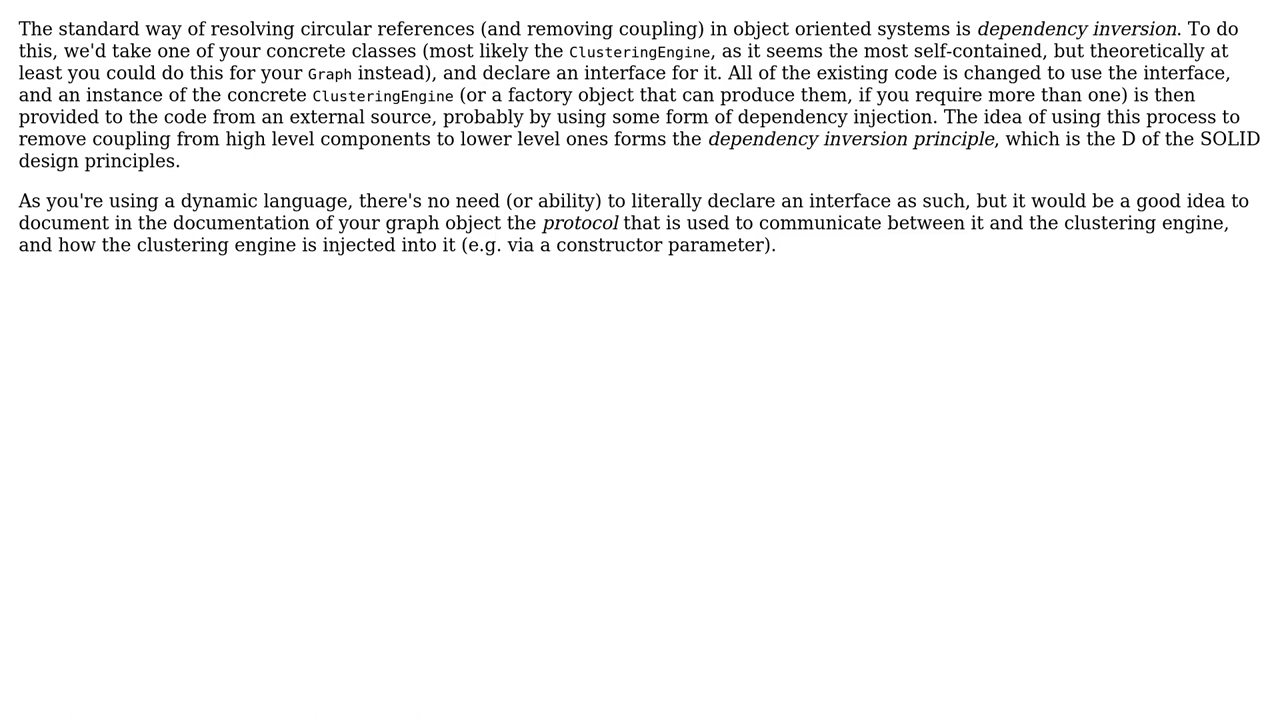 The standard way of resolving circular references (and removing coupling) in object oriented systems is dependency inversion. To do
this, we'd take one of your concrete classes (most likely the ClusteringEngine, as it seems the most self-contained, but theoretically at
least you could do this for your Graph instead), and declare an interface for it. All of the existing code is changed to use the interface,
and an instance of the concrete ClusteringEngine (or a factory object that can produce them, if you require more than one) is then
provided to the code from an external source, probably by using some form of dependency injection. The idea of using this process to
remove coupling from high level components to lower level ones forms the dependency inversion principle, which is the D of the SOLID
design principles.
As you're using a dynamic language, there's no need (or ability) to literally declare an interface as such, but it would be a good idea to
document in the documentation of your graph object the protocol that is used to communicate between it and the clustering engine,
and how the clustering engine is injected into it (e.g. via a constructor parameter).